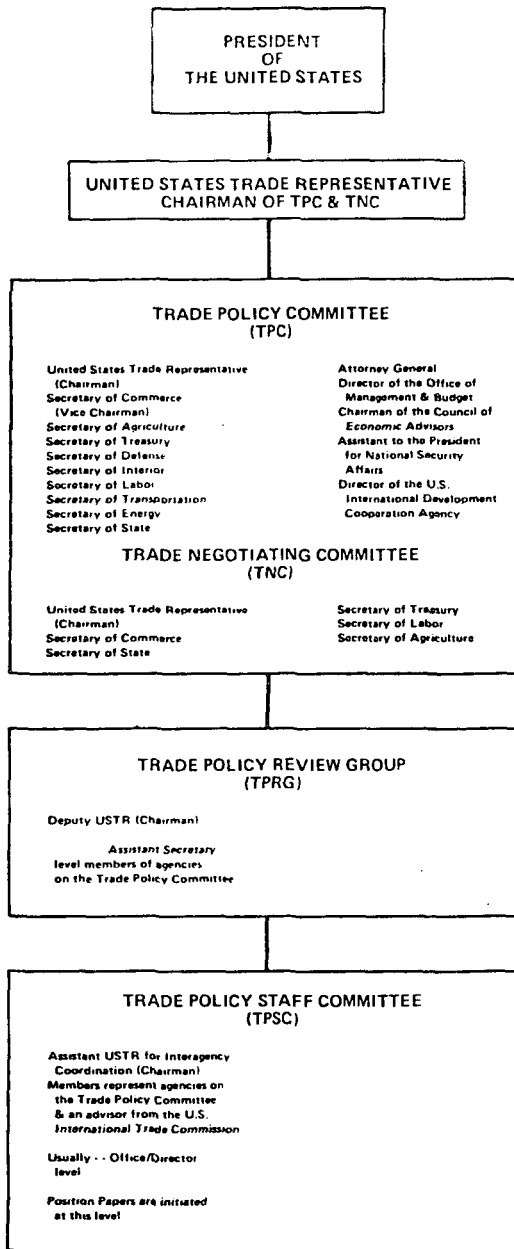 PRESIDENT
OF
THE UNITED STATES
UNITED STATES TRADE REPRESENTATIVE
CHAIRMAN OF TPC & TNC
TRADE POLICY COMMITTEE
(TPC)
United States Trade Representative
(Chairman)
Secretary of Commerce
(Vice Chairman)
Secretary of Agriculture
Secretary of Treasury
Secretary of Defense
Secretary of Interior
Secretary of Labor
Secretary of Transportation
Secretary of Energy
Secretary of State
Attorney General
Director of the Office of
Management & Budget
Chairman of the Council of
Economic Advisors
Assistant to the President
for National Security
Affairs
Director of the U.S.
International Development
Cooperation Agency
TRADE NEGOTIATING COMMITTEE
(TNC)
United States Trade Representative
(Chairman)
Secretary of Commerce
Secretary of State
Secretary of Treasury
Secretary of Labor
Secretary of Agriculture
TRADE POLICY REVIEW GROUP
(TPRG)
Deputy USTR (Chairman)
Assistant Secretary
level members of agencies
on the Trade Policy Committee
TRADE POLICY STAFF COMMITTEE
(TPSC)
Assistant USTR for Interagency
Coordination (Chairman)
Members represent agencies on
the Trade Policy Committee
& an advisor from the U.S.
International Trade Commission
Usually - - Office/Director
level
Position Papers are initiated
at this level